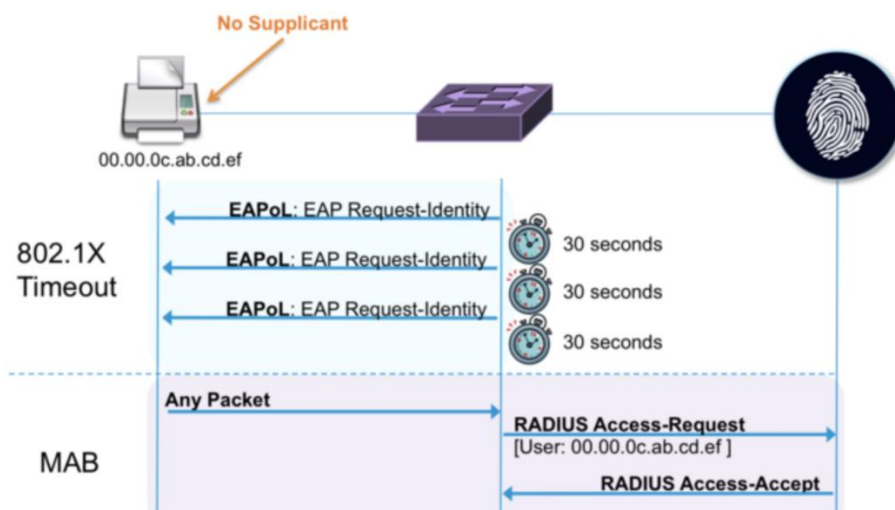 No Supplicant
00.00.0c.ab.cd.ef
802.1X
Timeout
EAPoL: EAP Request-Identity
30 seconds
EAPoL: EAP Request-Identity
30 seconds
EAPoL: EAP Request-Identity
30 seconds
MAB
Any Packet
RADIUS Access-Request
[User: 00.00.0c.ab.cd.ef ]
RADIUS Access-Accept